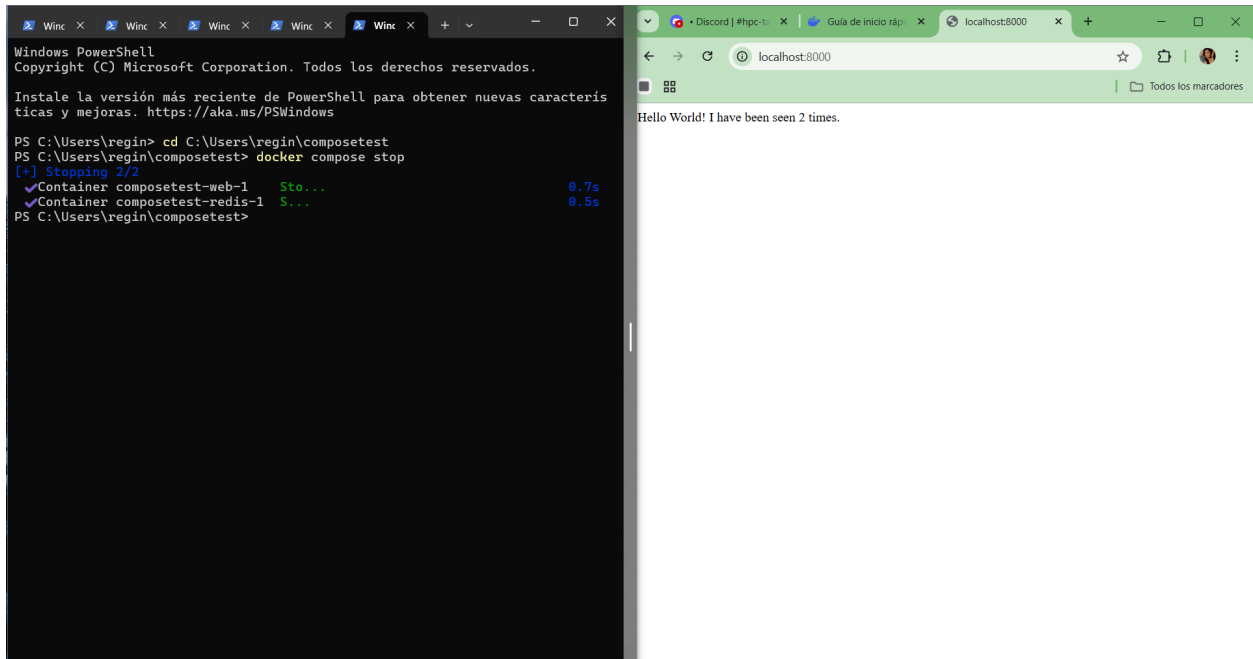 Winc
Winc
Winc
Winc
Winc
Windows PowerShell
Copyright (C) Microsoft Corporation. Todos los derechos reservados.
Instale la versión más reciente de PowerShell para obtener nuevas caracterís
ticas y mejoras. https://aka.ms/PSWindows
PS C:\Users\regin> cd C:\Users\regin\composetest
PS C:\Users\regin\composetest> docker compose stop
[+] Stopping 2/2
✔Container composetest-web-1 Sto... 0.7s
✔Container composetest-redis-1 S... 0.5s
PS C:\Users\regin\composetest>
• Discord | #hpc-ta
Guía de inicio rápi
localhost:8000
localhost:8000
Todos los marcadores
Hello World! I have been seen 2 times.